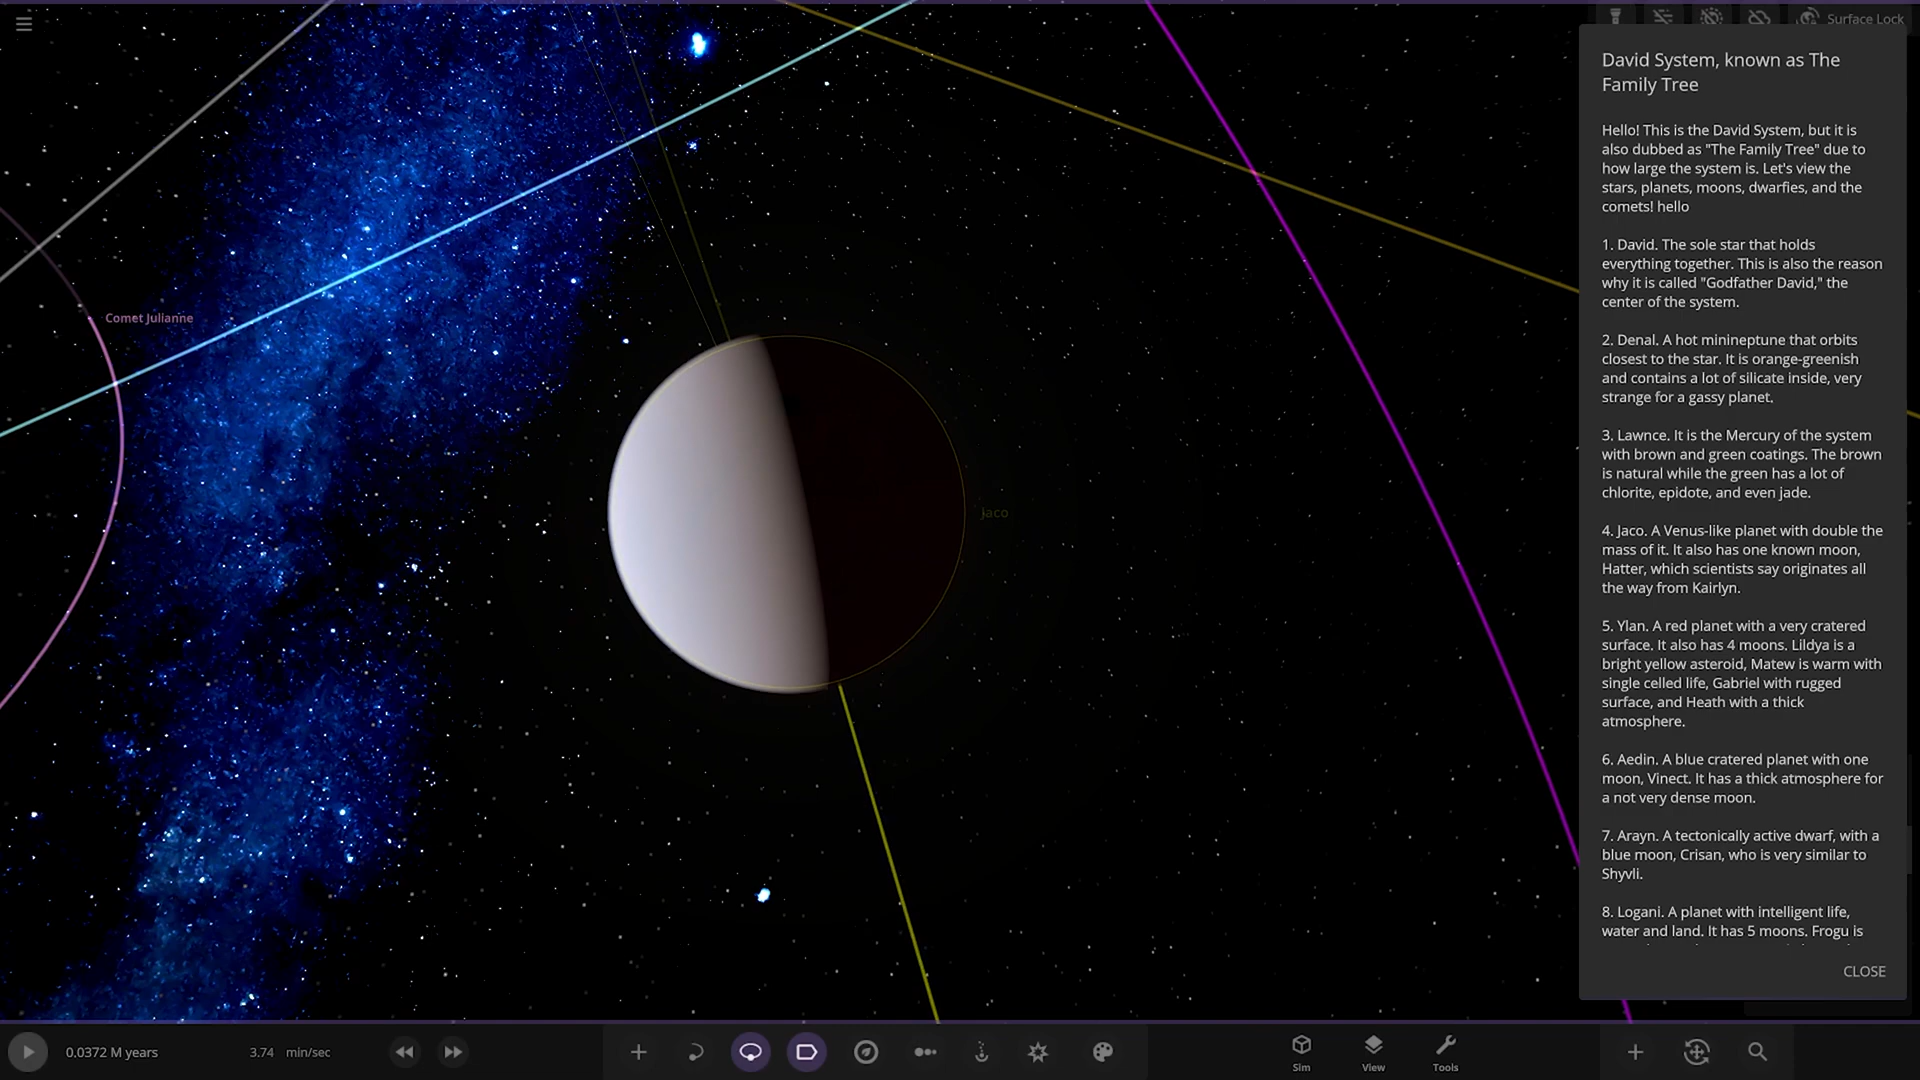 Surface Lock
David System, known as The
Family Tree
Hello! This is the David System, but it is
also dubbed as "The Family Tree" due to
how large the system is. Let's view the
stars, planets, moons, dwarfies, and the
comets! hello
1. David. The sole star that holds
everything together. This is also the reason
why it is called "Godfather David," the
center of the system.
2. Denal. A hot minineptune that orbits
closest to the star. It is orange-greenish
and contains a lot of silicate inside, very
strange for a gassy planet.
3. Lawnce. It is the Mercury of the system
with brown and green coatings. The brown
is natural while the green has a lot of
chlorite, epidote, and even jade.
4. Jaco. A Venus-like planet with double the
mass of it. It also has one known moon,
Hatter, which scientists say originates all
the way from Kairlyn.
5. Ylan. A red planet with a very cratered
surface. It also has 4 moons. Lildya is a
bright yellow asteroid, Matew is warm with
single celled life, Gabriel with rugged
surface, and Heath with a thick
atmosphere.
6. Aedin. A blue cratered planet with one
moon, Vinect. It has a thick atmosphere for
a not very dense moon.
7. Arayn. A tectonically active dwarf, with a
blue moon, Crisan, who is very similar to
Shyvli.
8. Logani. A planet with intelligent life,
water and land. It has 5 moons. Frogu is
CLOSE
Comet Julianne
Jaco
0.0372 M years
3.74 min/sec
Sim
View
Tools